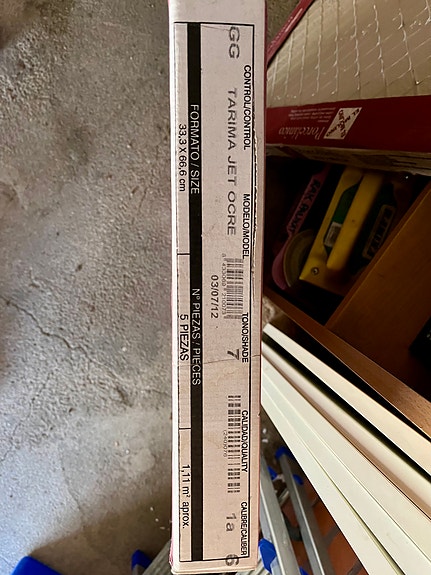 CONTROL/CONTROL MODELO/MODEL TONO/SHADE CALIDAD/QUALITY CALIBRE/CALIBER
GG TARIMA JET OCRE 03/07/12 7 1a 6
FORMATO / SIZE Nº PIEZAS / PIECES
33,3 X 66,6 cm 5 PIEZAS 1,11 m² aprox.
Porcelánico